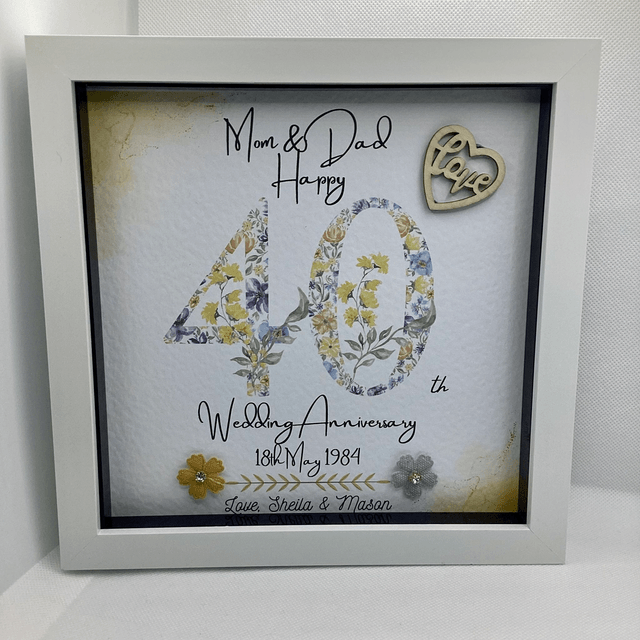 Mom & Dad
Happy
Love
40
th
Wedding Anniversary
18th May 1984
Love, Sheila & Mason